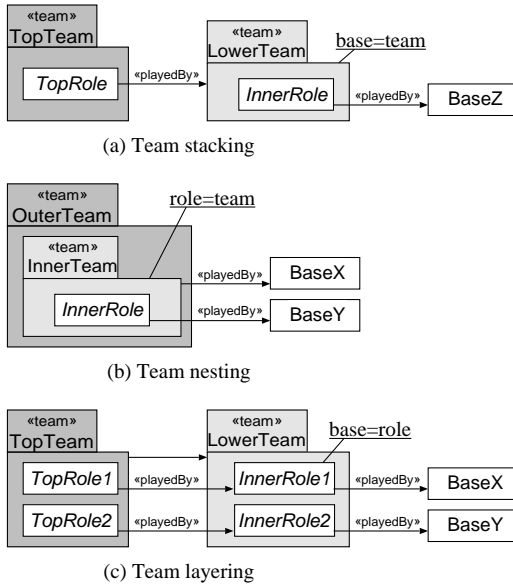 «team»
TopTeam
TopRole
«playedBy»
«team»
LowerTeam
base=team
InnerRole
«playedBy»
BaseZ
(a) Team stacking
«team»
OuterTeam
role=team
«team»
InnerTeam
InnerRole
«playedBy»
BaseX
«playedBy»
BaseY
(b) Team nesting
«team»
TopTeam
«team»
LowerTeam
base=role
TopRole1
«playedBy»
InnerRole1
«playedBy»
BaseX
TopRole2
«playedBy»
InnerRole2
«playedBy»
BaseY
(c) Team layering